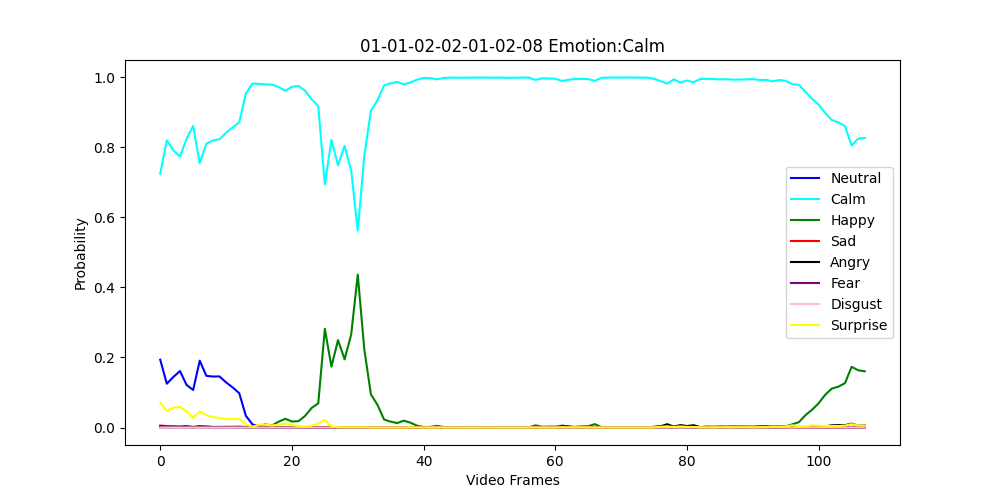 01-01-02-02-01-02-08 Emotion:Calm
Probability
1.0
0.8
0.6
0.4
0.2
0.0
0
20
40
60
80
100
Video Frames
Neutral
Calm
Happy
Sad
Angry
Fear
Disgust
Surprise